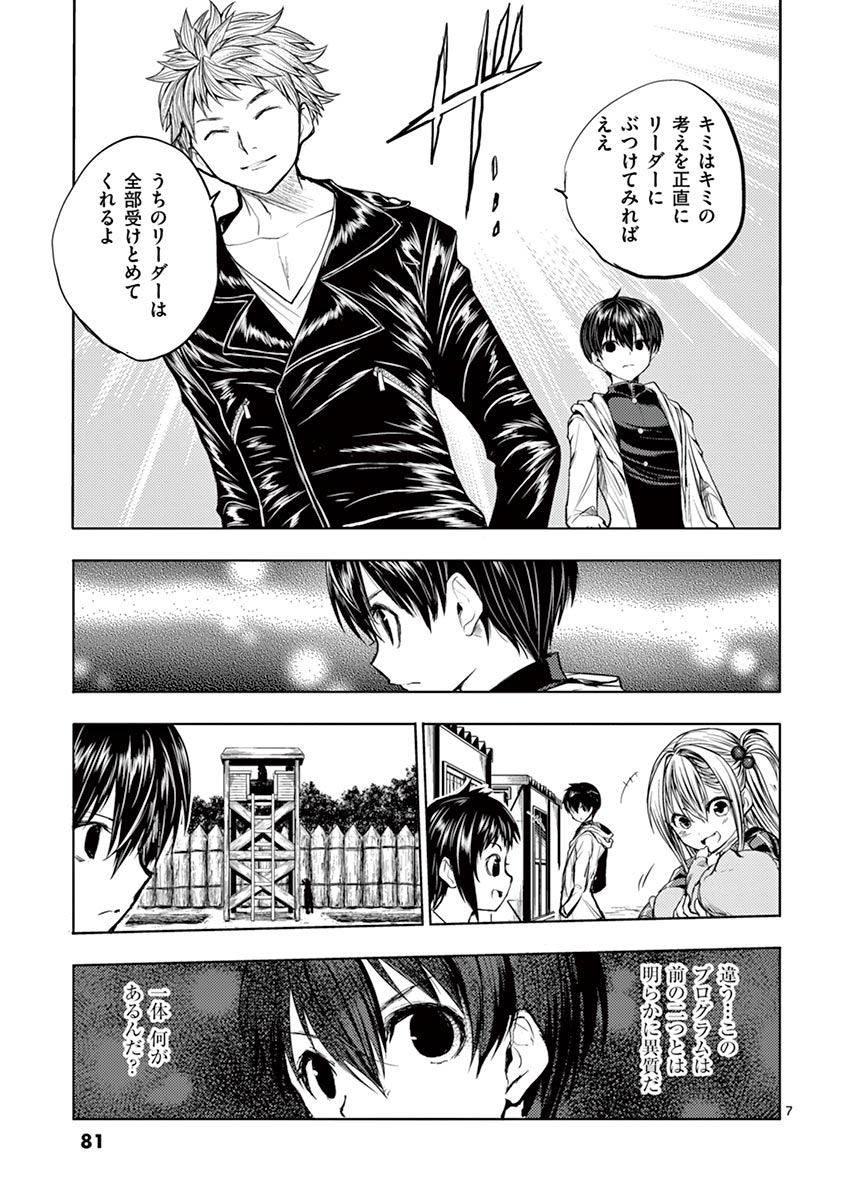 キミはキミの
考えを正直に
リーダーに
ぶつけてみれば
ええ
ザ
うちのリーダーは
全部受けとめて
くれるよ
違う…この
プログラムは
前の二つとは
明らかに異質だ
一体 何が
あるんだ?
7
81